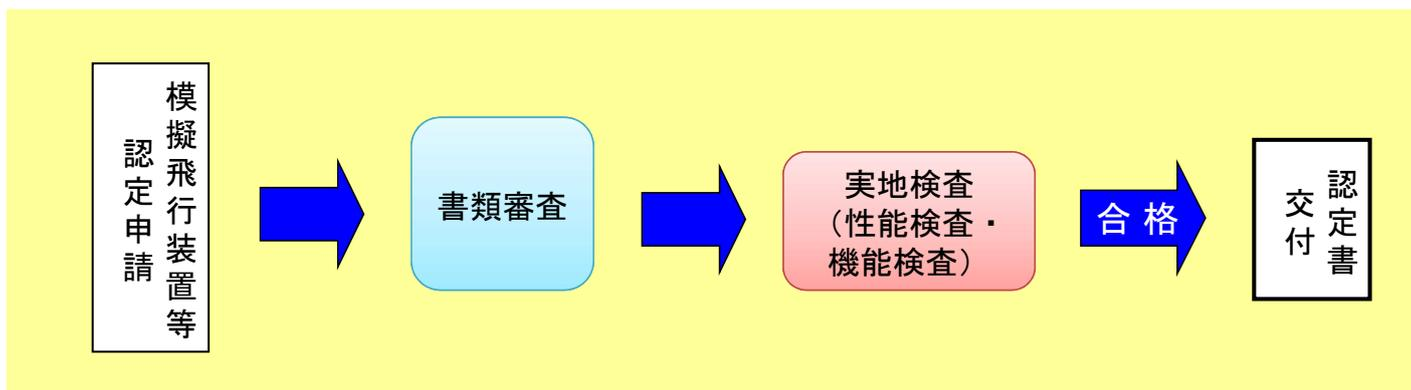 模擬飛行装置等
認定申請
書類審査
実地検査
（性能検査・
機能検査）
合 格
認定書
交付